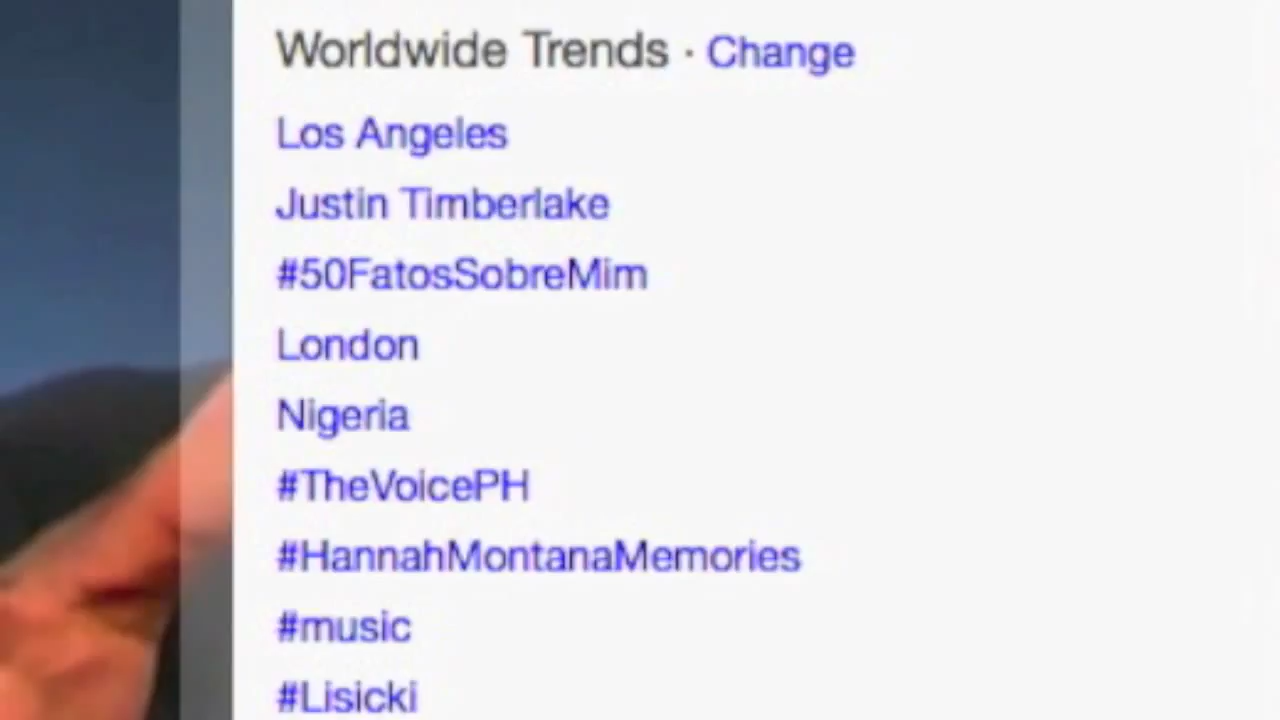 Worldwide Trends · Change
Los Angeles
Justin Timberlake
#50FatosSobreMim
London
Nigeria
#TheVoicePH
#HannahMontanaMemories
#music
#Lisicki